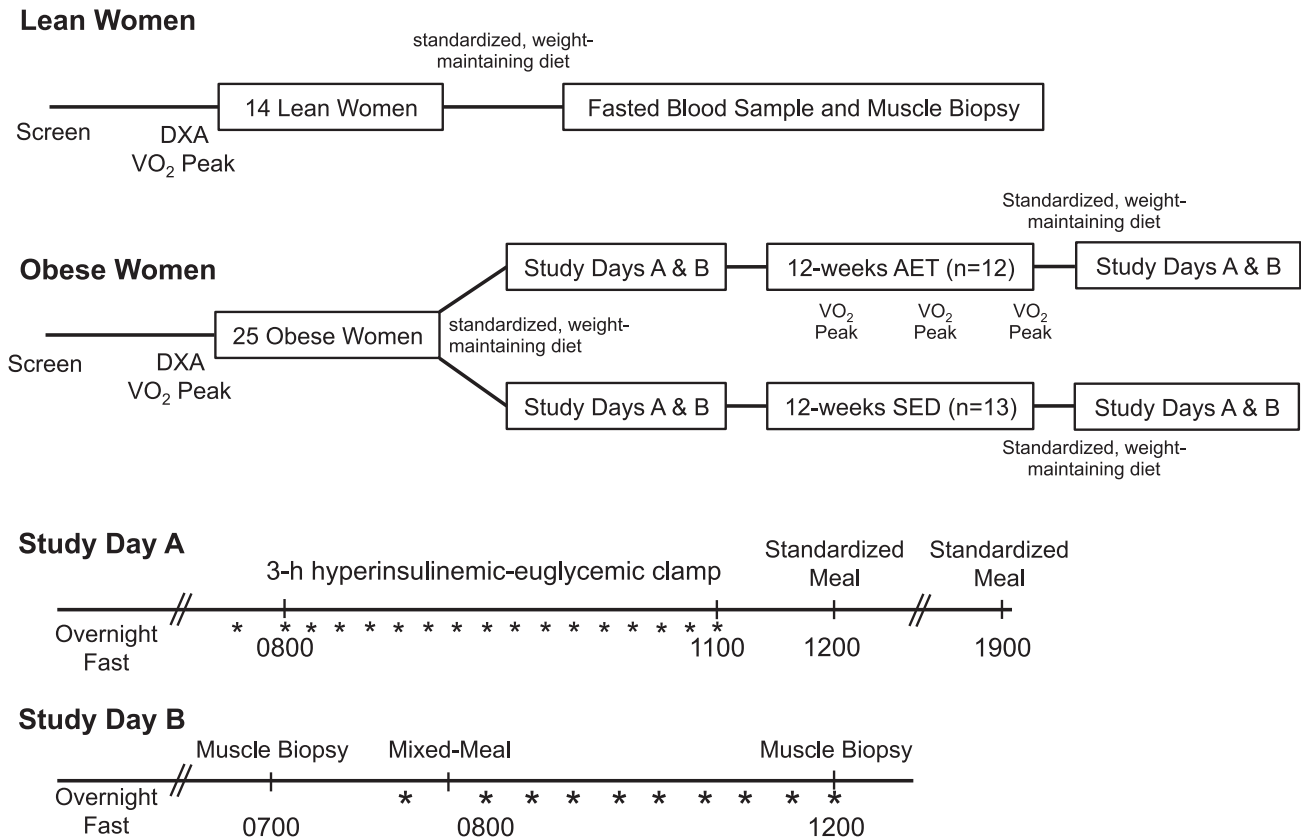 Lean Women
standardized, weight-
maintaining diet
14 Lean Women
Fasted Blood Sample and Muscle Biopsy
Screen
DXA
VO2 Peak
Standardized, weight-
maintaining diet
Obese Women
Study Days A & B
12-weeks AET (n=12)
Study Days A & B
VO2
Peak
VO2
Peak
VO2
Peak
25 Obese Women
standardized, weight-
maintaining diet
Screen
DXA
VO2 Peak
Study Days A & B
12-weeks SED (n=13)
Study Days A & B
Standardized, weight-
maintaining diet
Study Day A
3-h hyperinsulinemic-euglycemic clamp
Standardized
Meal
Standardized
Meal
Overnight
Fast
* * * * * * * * * * * * * * * * *
0800
1100
1200
1900
Study Day B
Muscle Biopsy
Mixed-Meal
Muscle Biopsy
Overnight
Fast
* * * * * * * * * *
0700
0800
1200